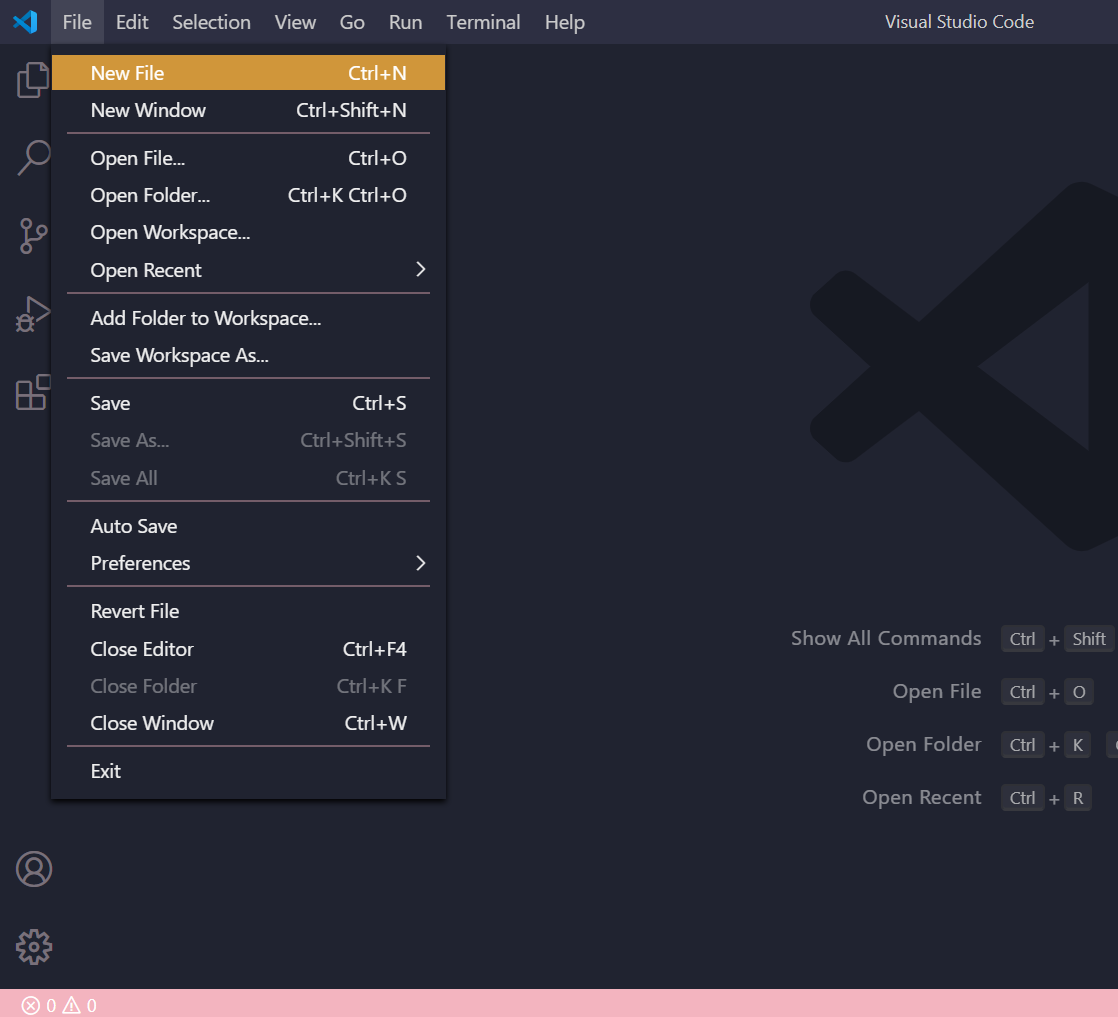 File Edit Selection View Go Run Terminal Help Visual Studio Code
New File Ctrl+N
New Window Ctrl+Shift+N
Open File... Ctrl+O
Open Folder... Ctrl+K Ctrl+O
Open Workspace...
Open Recent
Add Folder to Workspace...
Save Workspace As...
Save Ctrl+S
Save As... Ctrl+Shift+S
Save All Ctrl+K S
Auto Save
Preferences
Revert File
Close Editor Ctrl+F4
Close Folder Ctrl+K F
Close Window Ctrl+W
Exit
Show All Commands Ctrl + Shift
Open File Ctrl + O
Open Folder Ctrl + K
Open Recent Ctrl + R
0 0